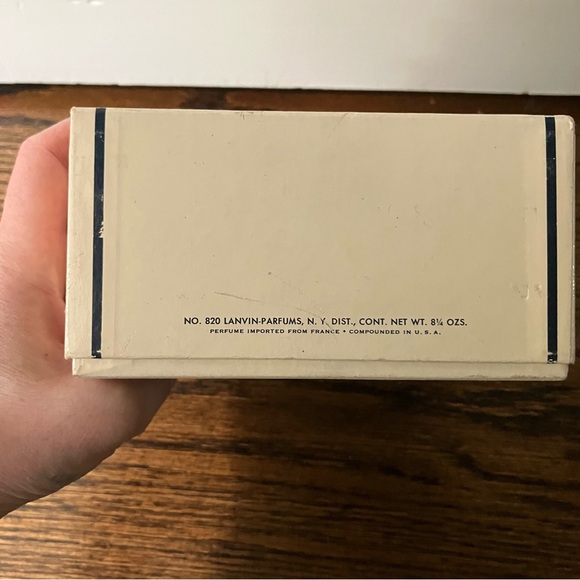 NO. 820 LANVIN-PARFUMS, N. Y. DIST., CONT. NET WT. 8¼ OZS.
PERFUME IMPORTED FROM FRANCE • COMPOUNDED IN U. S. A.